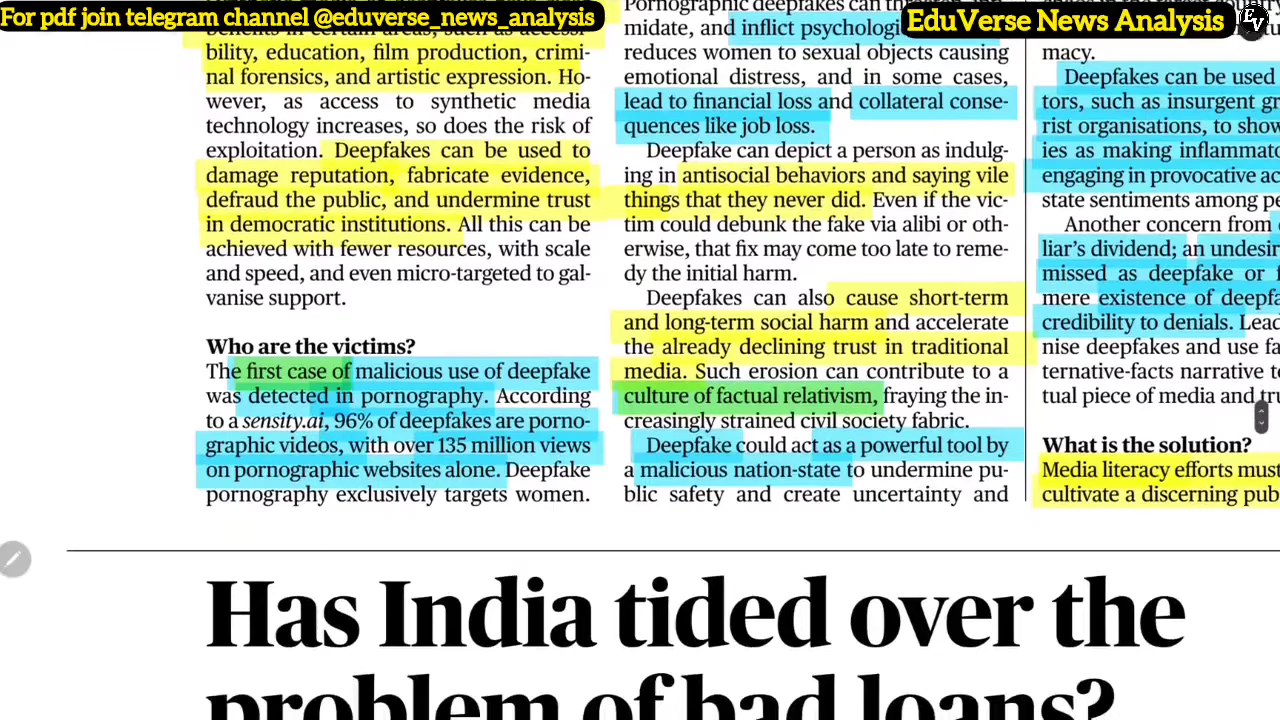 For pdf join telegram channel @eduverse_news_analysis
EduVerse News Analysis
EV
bility, education, film production, crimi-
nal forensics, and artistic expression. Ho-
wever, as access to synthetic media
technology increases, so does the risk of
exploitation. Deepfakes can be used to
damage reputation, fabricate evidence,
defraud the public, and undermine trust
in democratic institutions. All this can be
achieved with fewer resources, with scale
and speed, and even micro-targeted to gal-
vanise support.
Who are the victims?
The first case of malicious use of deepfake
was detected in pornography. According
to a sensity.ai, 96% of deepfakes are porno-
graphic videos, with over 135 million views
on pornographic websites alone. Deepfake
pornography exclusively targets women.
Pornographic deepfakes can
midate, and inflict
reduces women to sexual objects causing
emotional distress, and in some cases,
lead to financial loss and collateral conse-
quences like job loss.
Deepfake can depict a person as indulg-
ing in antisocial behaviors and saying vile
things that they never did. Even if the vic-
tim could debunk the fake via alibi or oth-
erwise, that fix may come too late to reme-
dy the initial harm.
Deepfakes can also cause short-term
and long-term social harm and accelerate
the already declining trust in traditional
media. Such erosion can contribute to a
culture of factual relativism, fraying the in-
creasingly strained civil society fabric.
Deepfake could act as a powerful tool by
a malicious nation-state to undermine pu-
blic safety and create uncertainty and
macy.
Deepfakes can be used
tors, such as insurgent gr
rist organisations, to show
ies as making inflammato
engaging in provocative ac
state sentiments among pe
Another concern from
liar's dividend; an undesir
missed as deepfake or f
mere existence of deepfa
credibility to denials. Lead
nise deepfakes and use fa
ternative-facts narrative t
tual piece of media and tru
What is the solution?
Media literacy efforts must
cultivate a discerning pub
Has India tided over the
problem of bad loans?